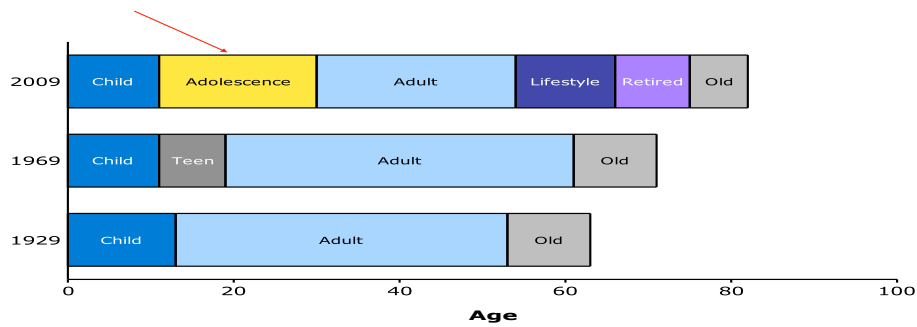 2009 Child Adolescence Adult Lifestyle Retired Old
1969 Child Teen Adult Old
1929 Child Adult Old
0 20 40 60 80 100
Age